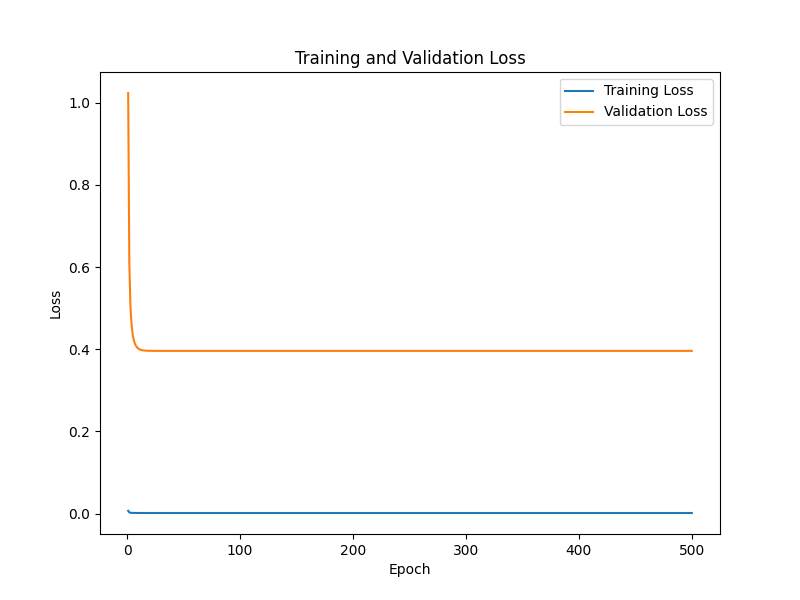 Training and Validation Loss
Training Loss
Validation Loss
Loss
1.0
0.8
0.6
0.4
0.2
0.0
0 100 200 300 400 500
Epoch